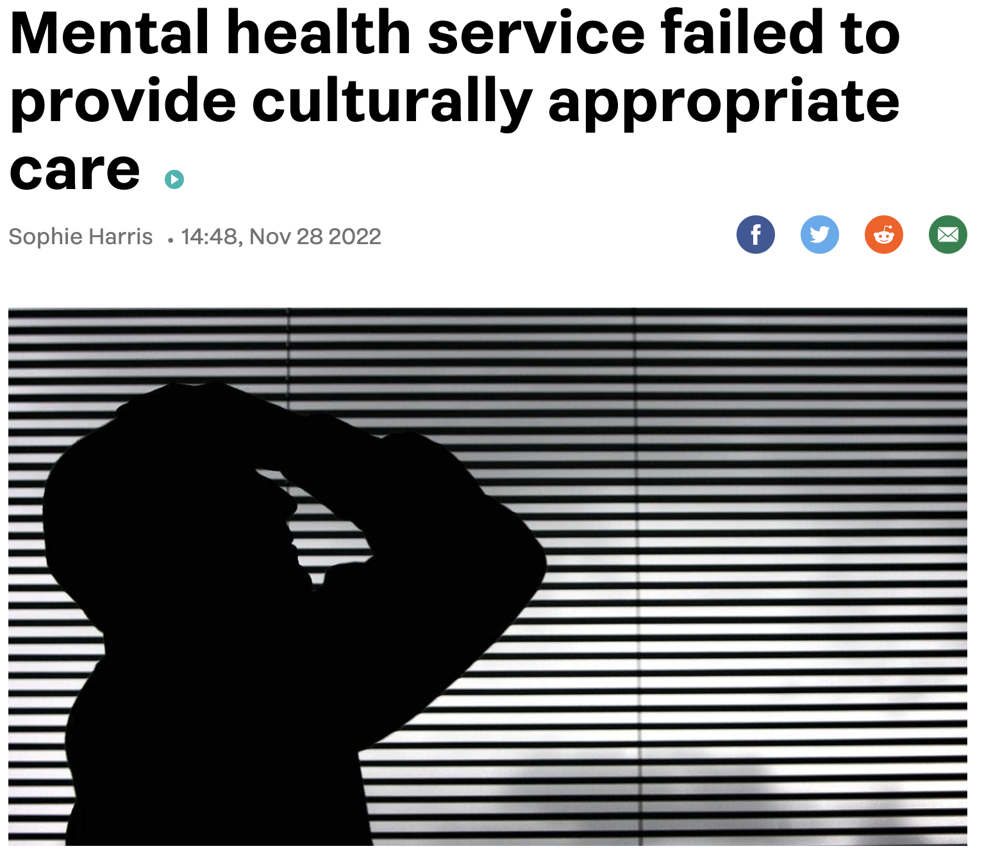 Mental health service failed to
provide culturally appropriate
care
Sophie Harris • 14:48, Nov 28 2022